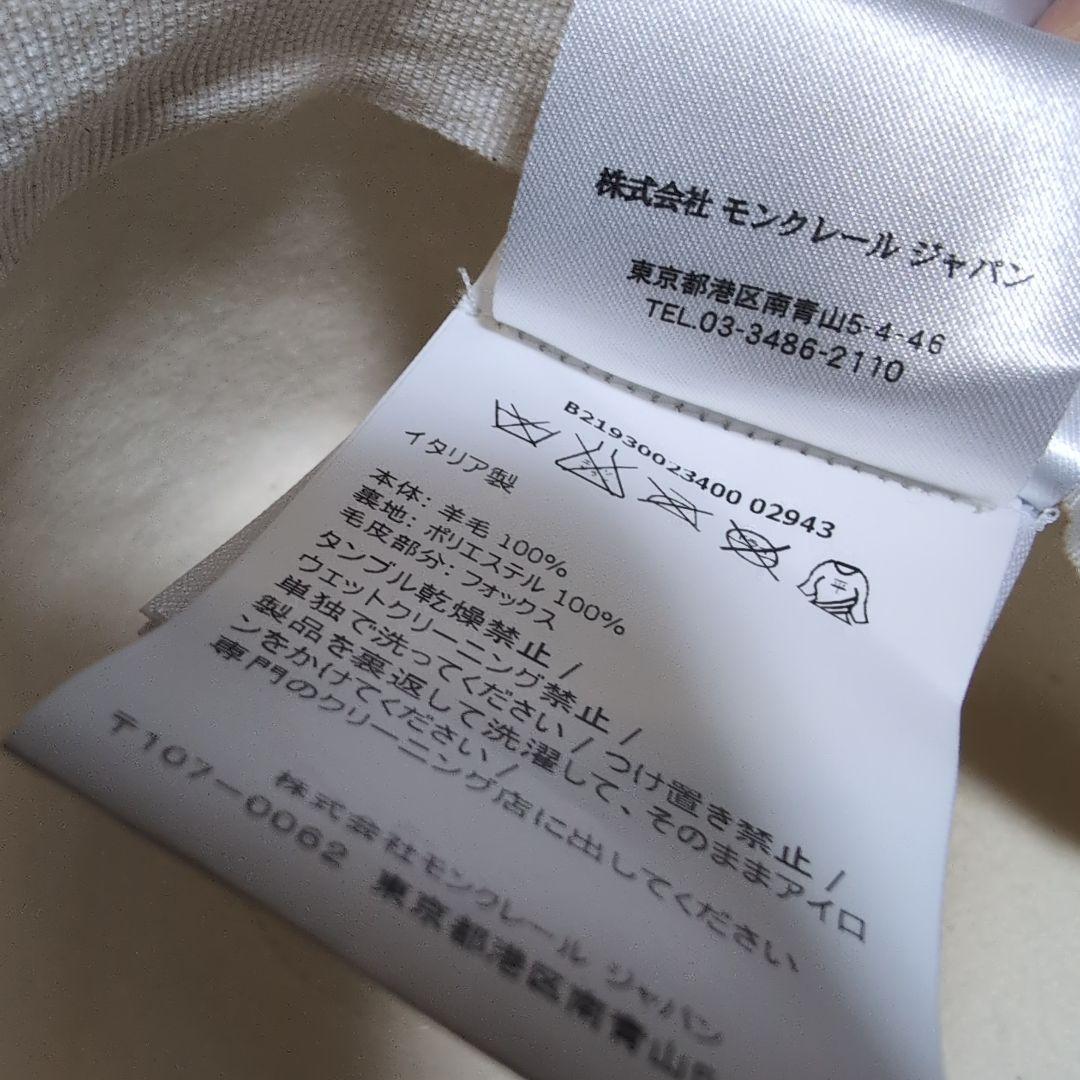 株式会社 モンクレール ジャパン
東京都港区南青山5-4-46
TEL.03-3486-2110
B21930023400 02943
平
イタリア製
本体: 羊毛 100%
裏地: ポリエステル 100%
毛皮部分: フォックス
タンブル乾燥禁止 /
ウエットクリーニング禁止 /
単独で洗ってください / つけ置き禁止 /
製品を裏返して洗濯して、そのままアイロ
ンをかけてください /
専門のクリーニング店に出してください、
株式会社モンクレール ジャパン
〒107-0062 東京都港区南青山5